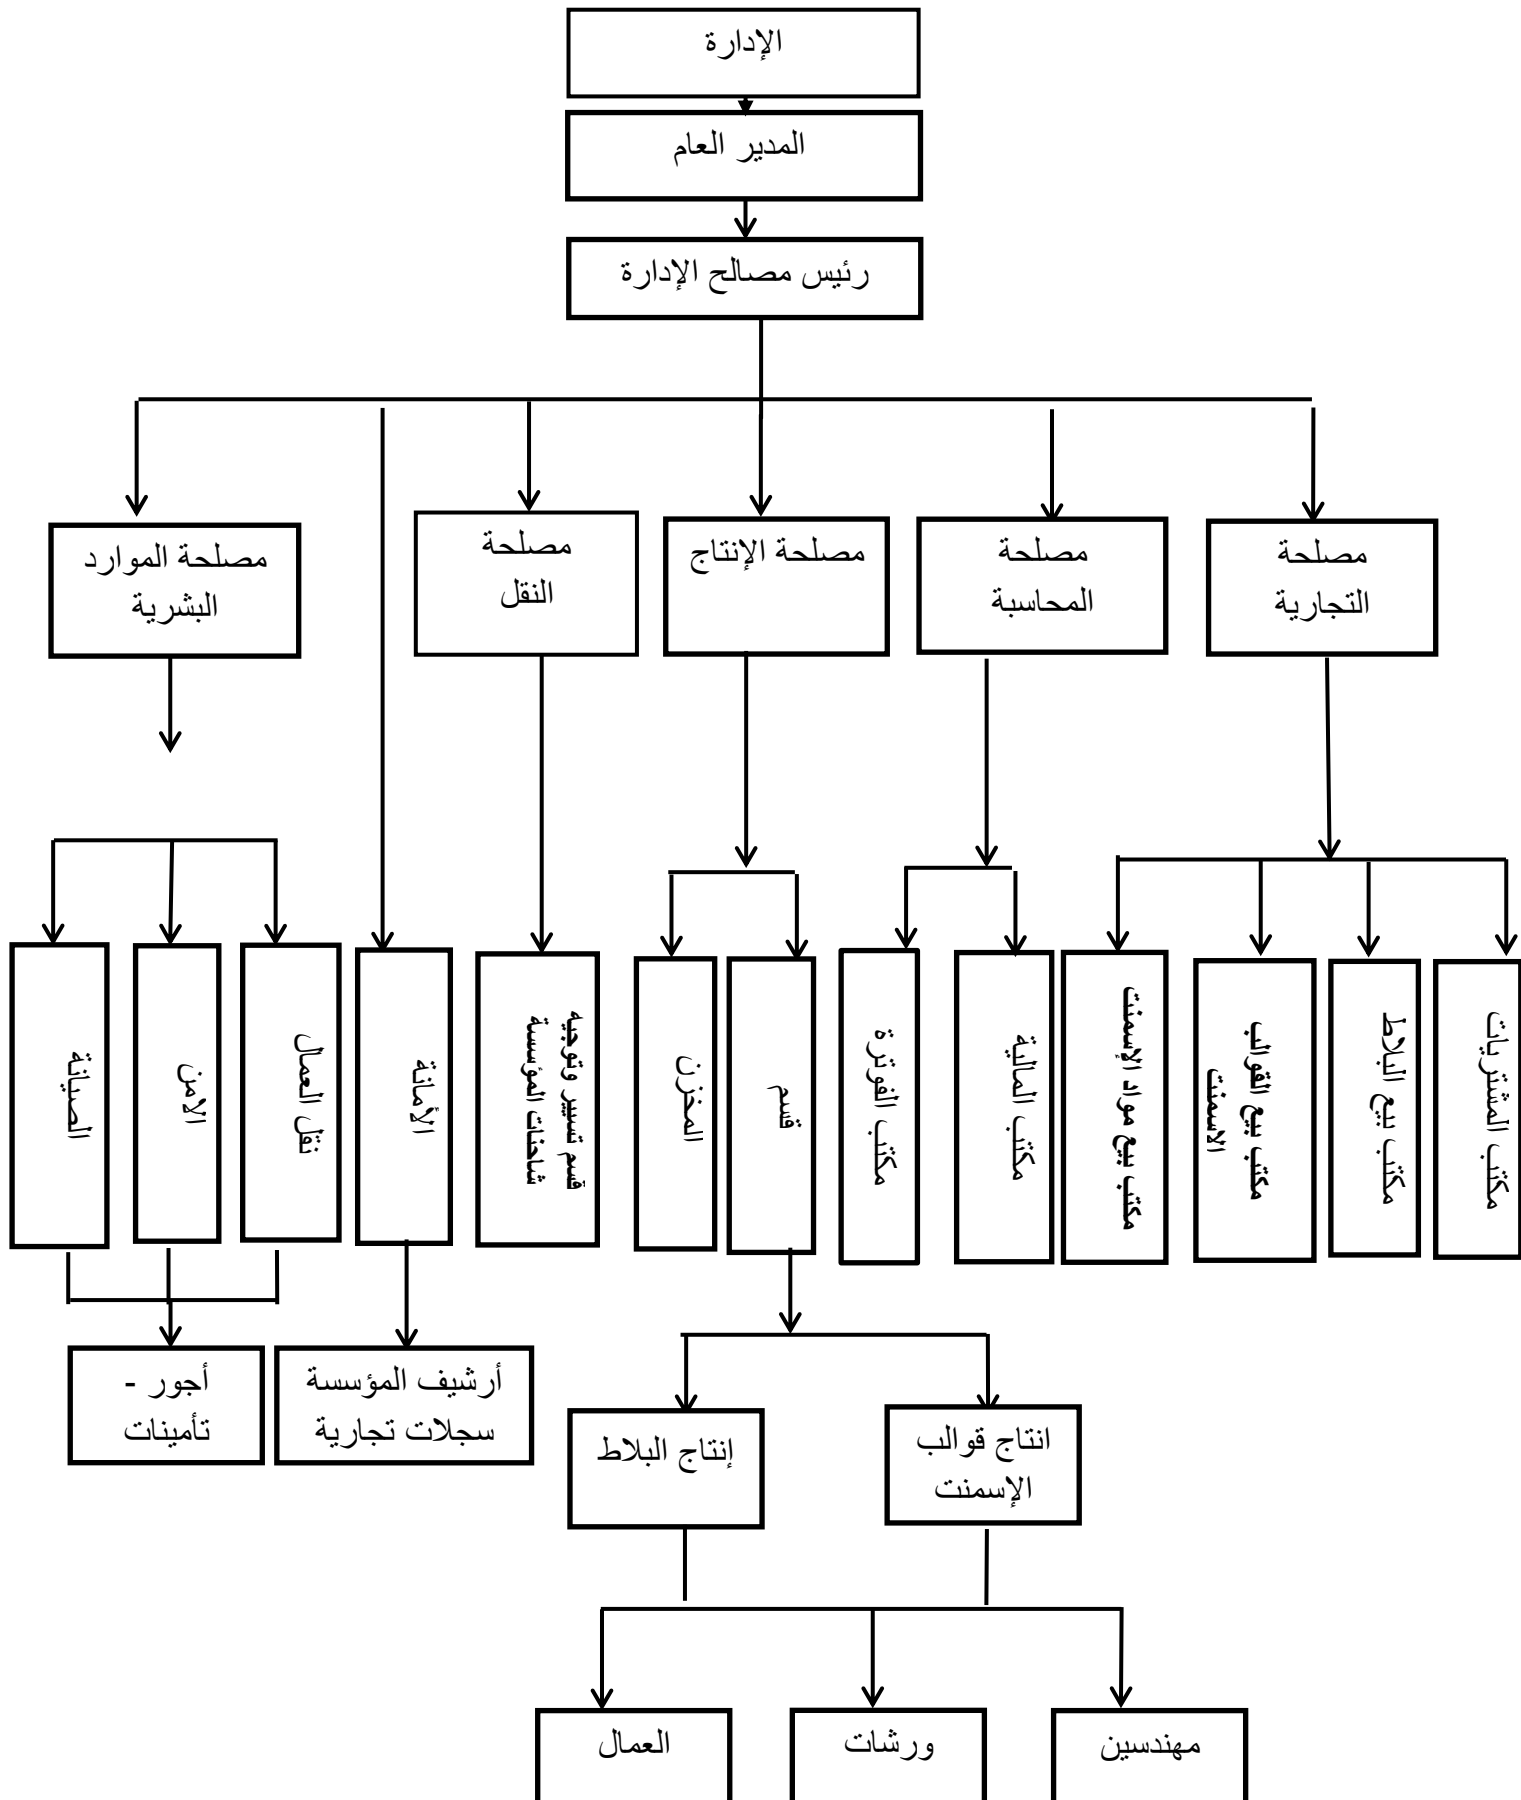 الإدارة
المدير العام
رئيس مصالح الإدارة
مصلحة
التجارية
مصلحة
المحاسبة
مصلحة الإنتاج
مصلحة
النقل
مصلحة الموارد
البشرية
مكتب المشتريات
مكتب بيع البلاط
مكتب بيع القوالب
الاسمنت
مكتب بيع مواد الإسمنت
مكتب المالية
مكتب الفوترة
قسم
المخزن
قسم تسيير وتوجيه
شاحنات المؤسسة
الأمانة
نقل العمال
الامن
الصيانة
أرشيف المؤسسة
سجلات تجارية
أجور -
تأمينات
انتاج قوالب
الإسمنت
إنتاج البلاط
مهندسين
ورشات
العمال